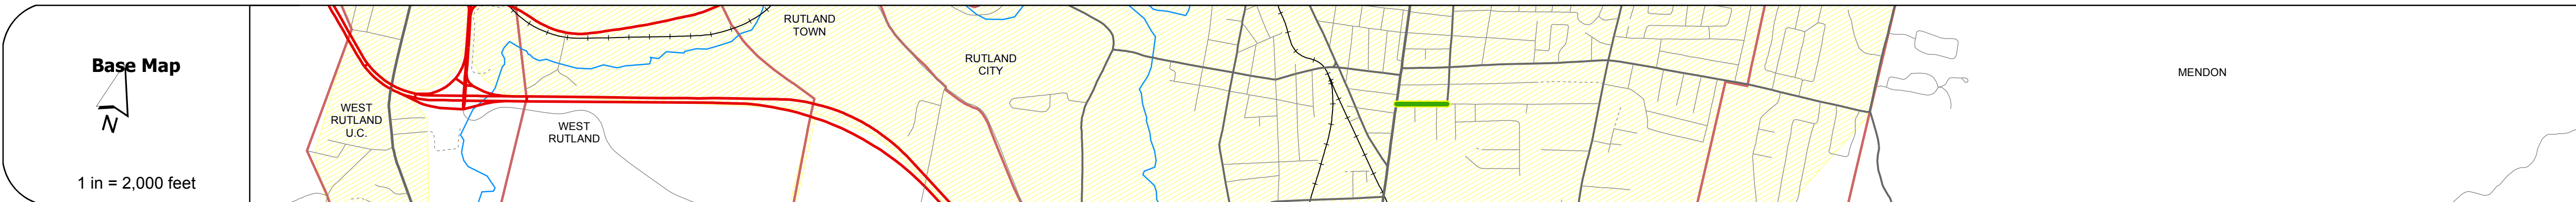 Base Map
N
1 in = 2,000 feet
WEST
RUTLAND
U.C.
WEST
RUTLAND
RUTLAND
TOWN
RUTLAND
CITY
MENDON